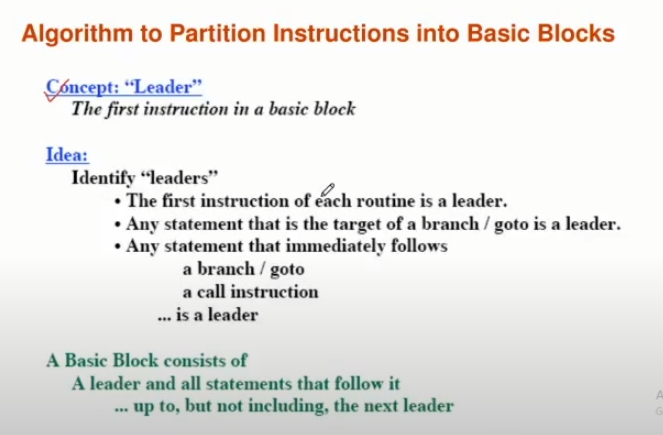 Algorithm to Partition Instructions into Basic Blocks
Concept: “Leader”
The first instruction in a basic block
Idea:
Identify “leaders”
• The first instruction of each routine is a leader.
• Any statement that is the target of a branch / goto is a leader.
• Any statement that immediately follows
a branch / goto
a call instruction
... is a leader
A Basic Block consists of
A leader and all statements that follow it
... up to, but not including, the next leader